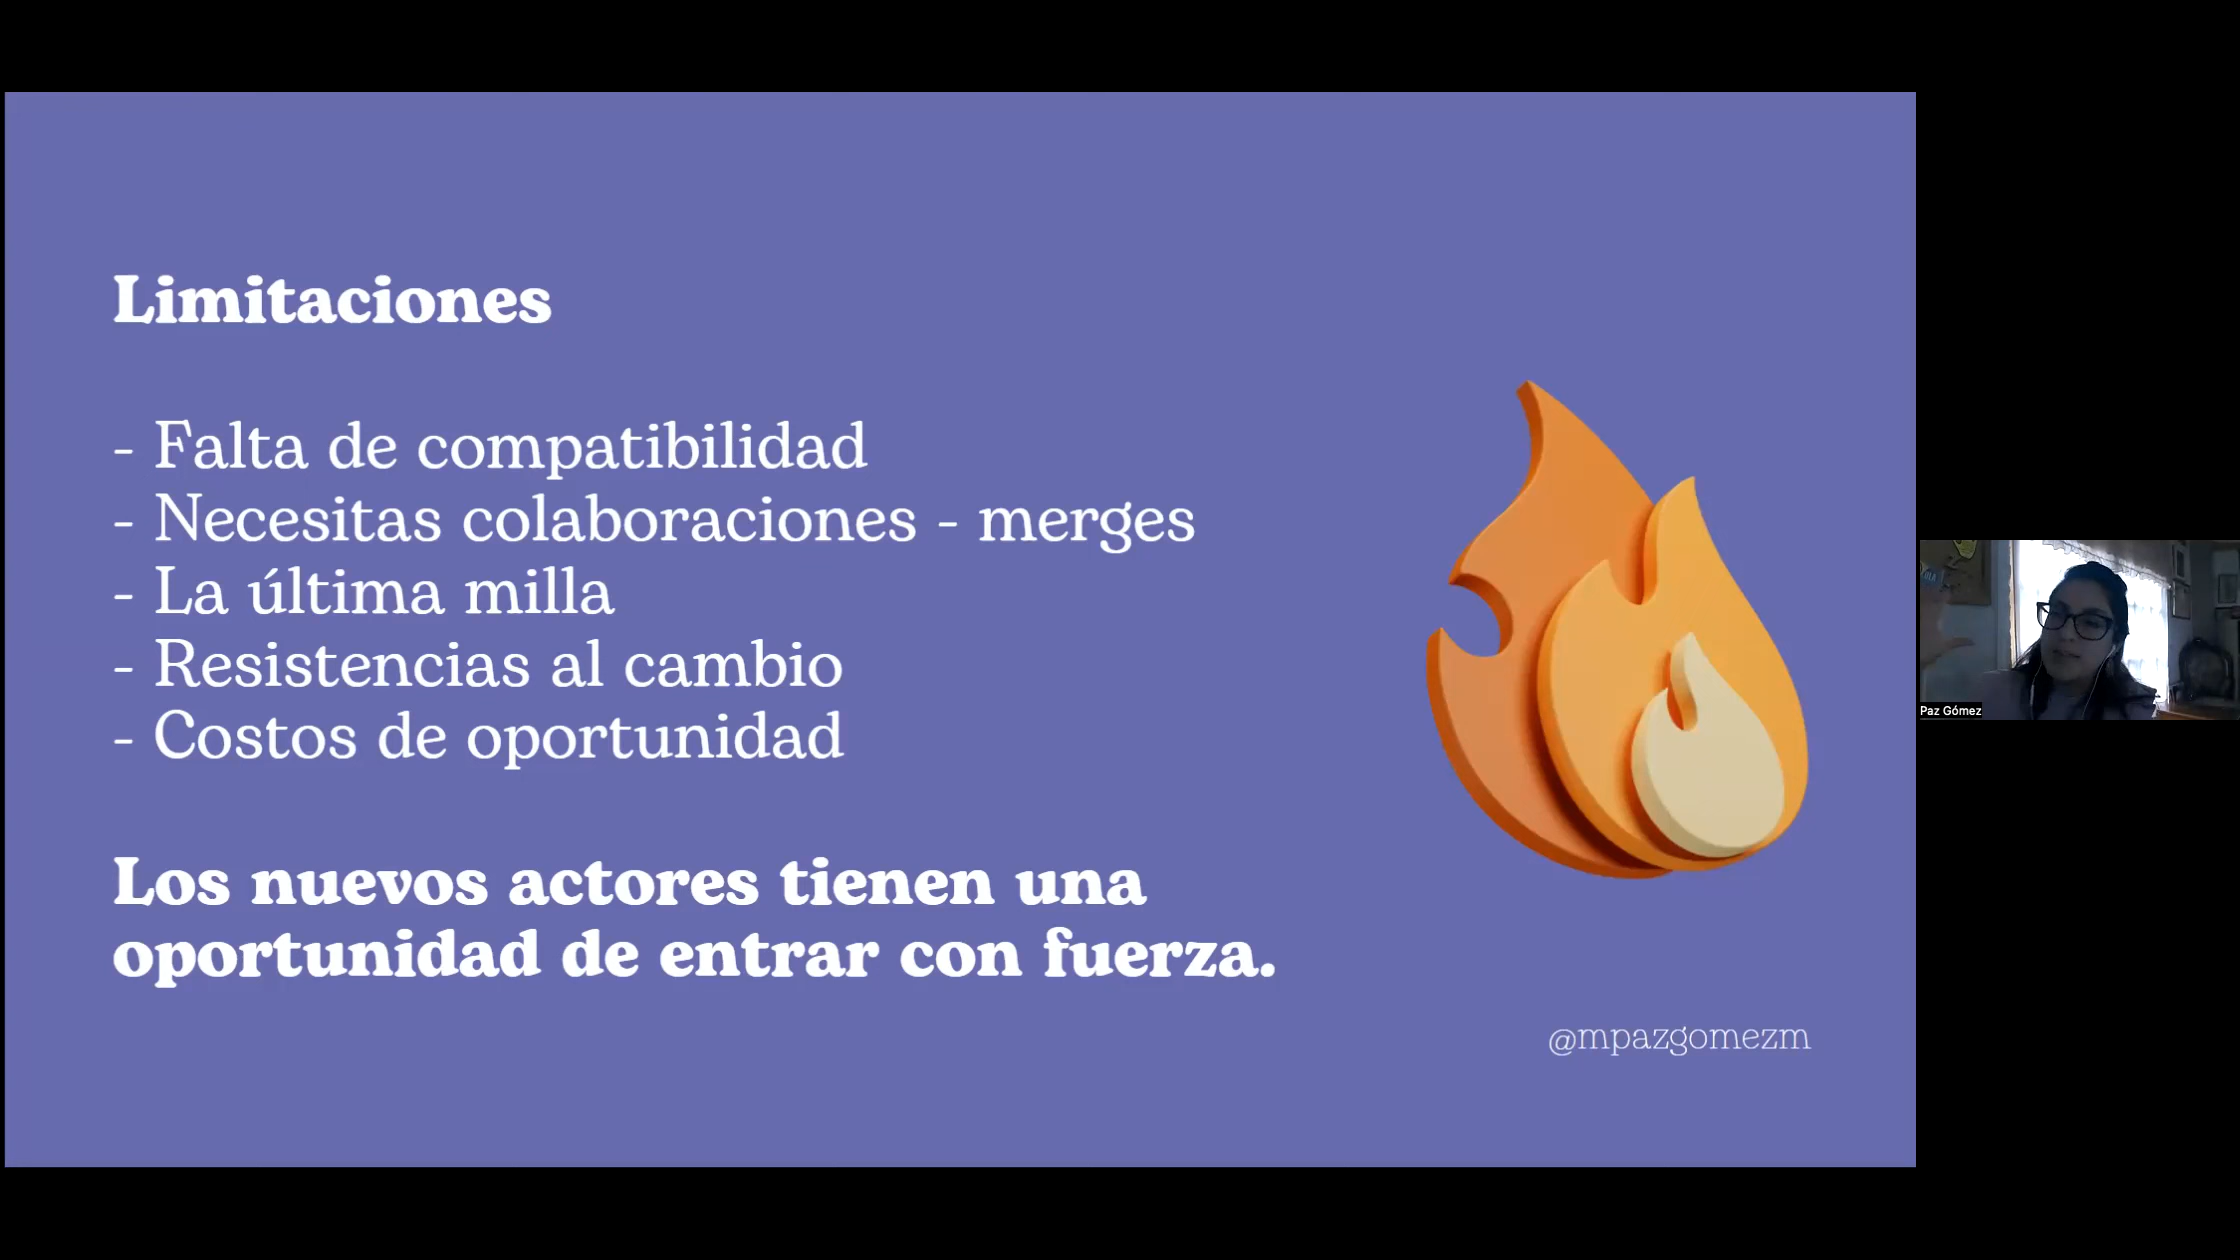 Limitaciones
- Falta de compatibilidad
- Necesitas colaboraciones - merges
- La última milla
- Resistencias al cambio
- Costos de oportunidad
Los nuevos actores tienen una
oportunidad de entrar con fuerza.
@mpazgomezm
Paz Gómez